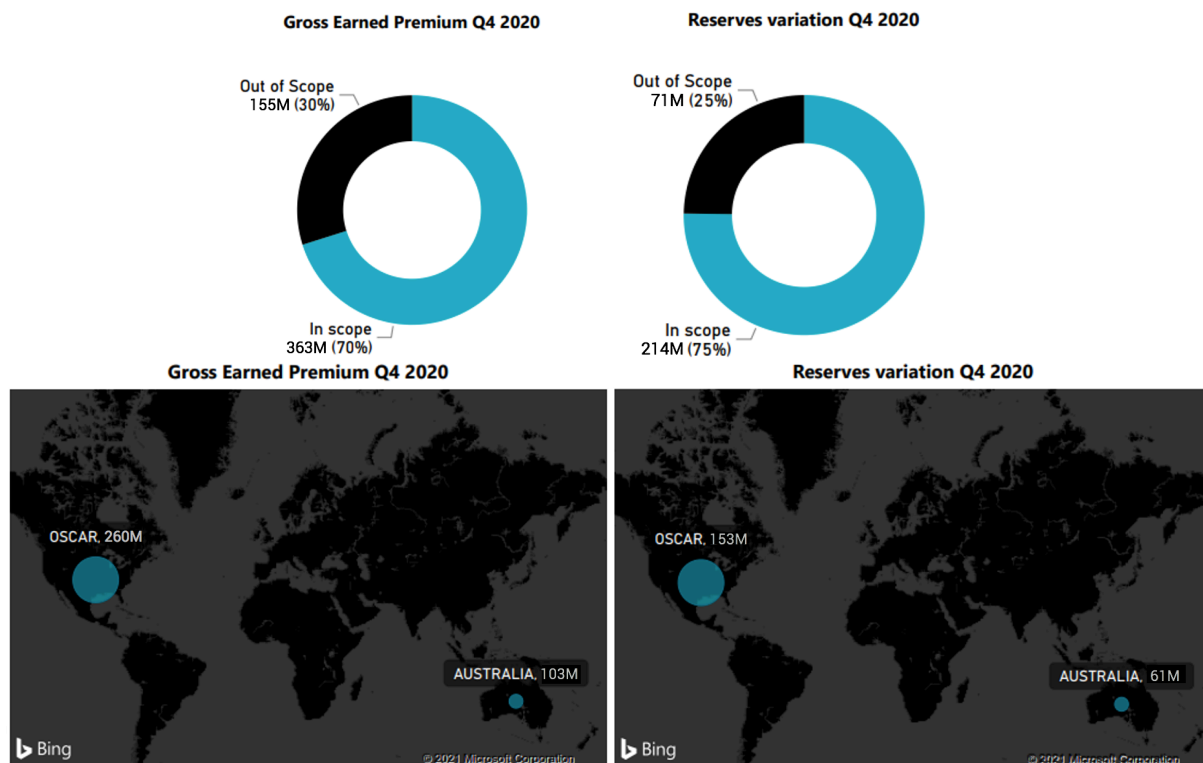 Gross Earned Premium Q4 2020
Reserves variation Q4 2020
Out of Scope
155M (30%)
In scope
363M (70%)
Out of Scope
71M (25%)
In scope
214M (75%)
Gross Earned Premium Q4 2020
OSCAR, 260M
AUSTRALIA, 103M
Bing
© 2021 Microsoft Corporation
Reserves variation Q4 2020
OSCAR, 153M
AUSTRALIA, 61M
Bing
© 2021 Microsoft Corporation